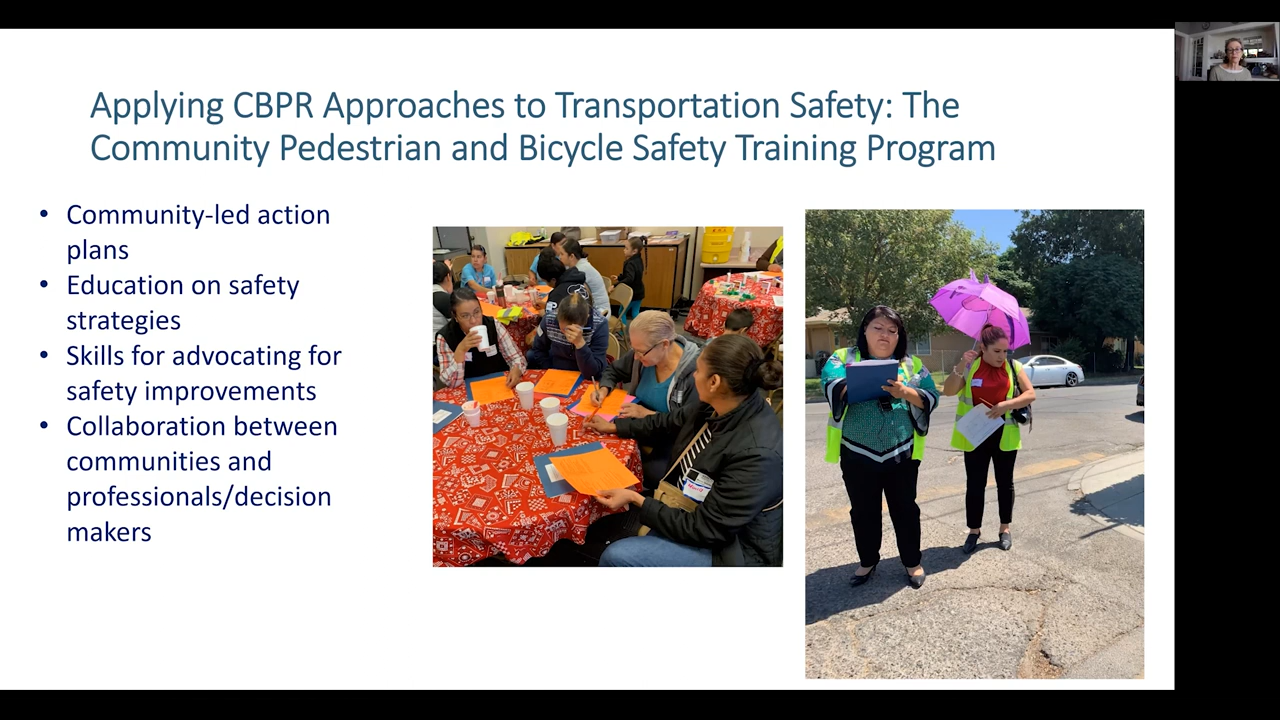 Applying CBPR Approaches to Transportation Safety: The
Community Pedestrian and Bicycle Safety Training Program
• Community-led action
plans
• Education on safety
strategies
• Skills for advocating for
safety improvements
• Collaboration between
communities and
professionals/decision
makers